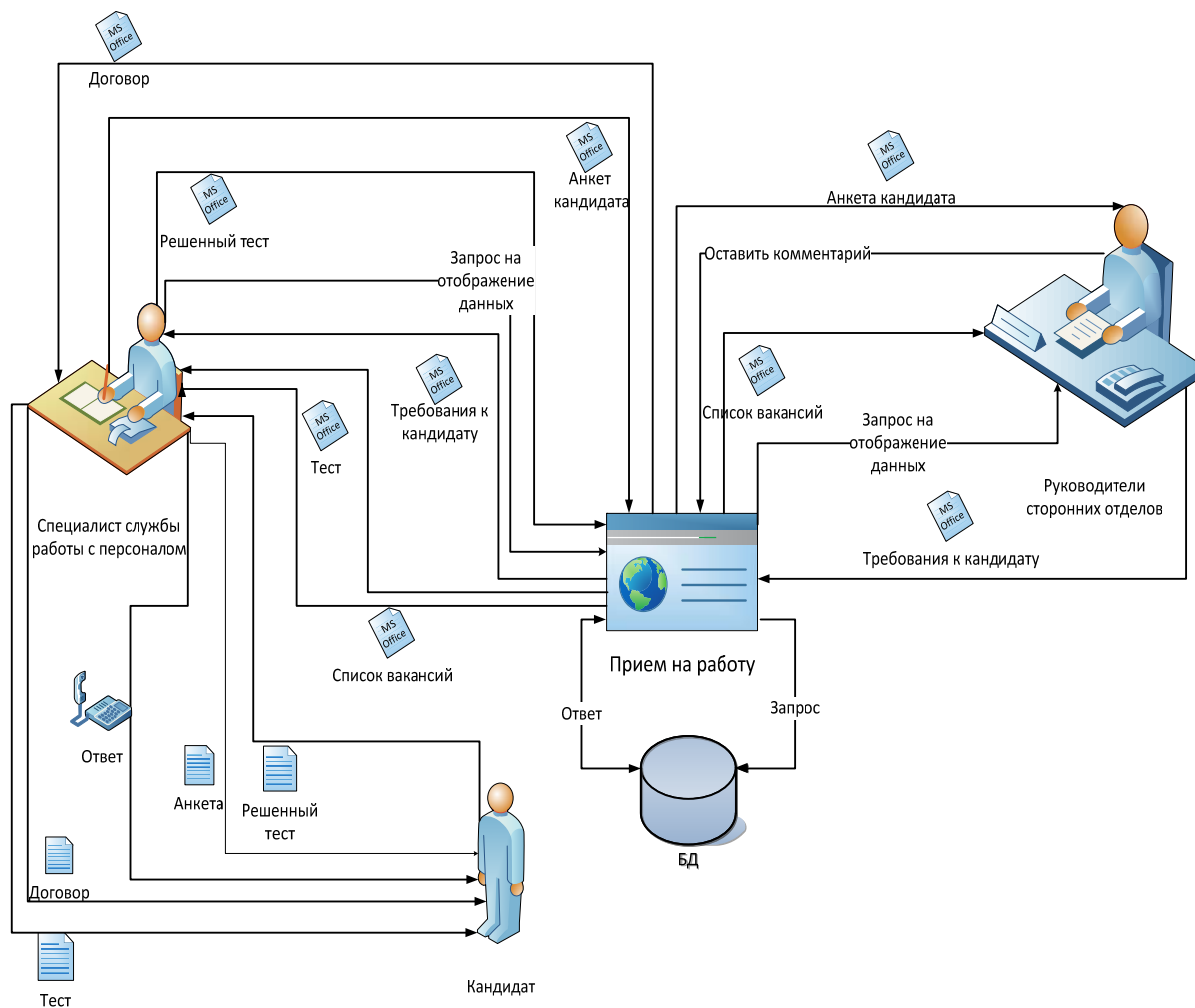 MS
Office
Договор
MS
Office
Анкет
кандидата
MS
Office
Анкета кандидата
MS
Office
Решенный тест
Запрос на
отображение
данных
Оставить комментарий
MS
Office
Требования к
кандидату
MS
Office
Список вакансий
MS
Office
Тест
Запрос на
отображение
данных
Руководители
сторонних отделов
MS
Office
Требования к кандидату
Специалист службы
работы с персоналом
MS
Office
Список вакансий
Прием на работу
Ответ
Запрос
БД
Ответ
Анкета
Решенный
тест
Договор
Тест
Кандидат